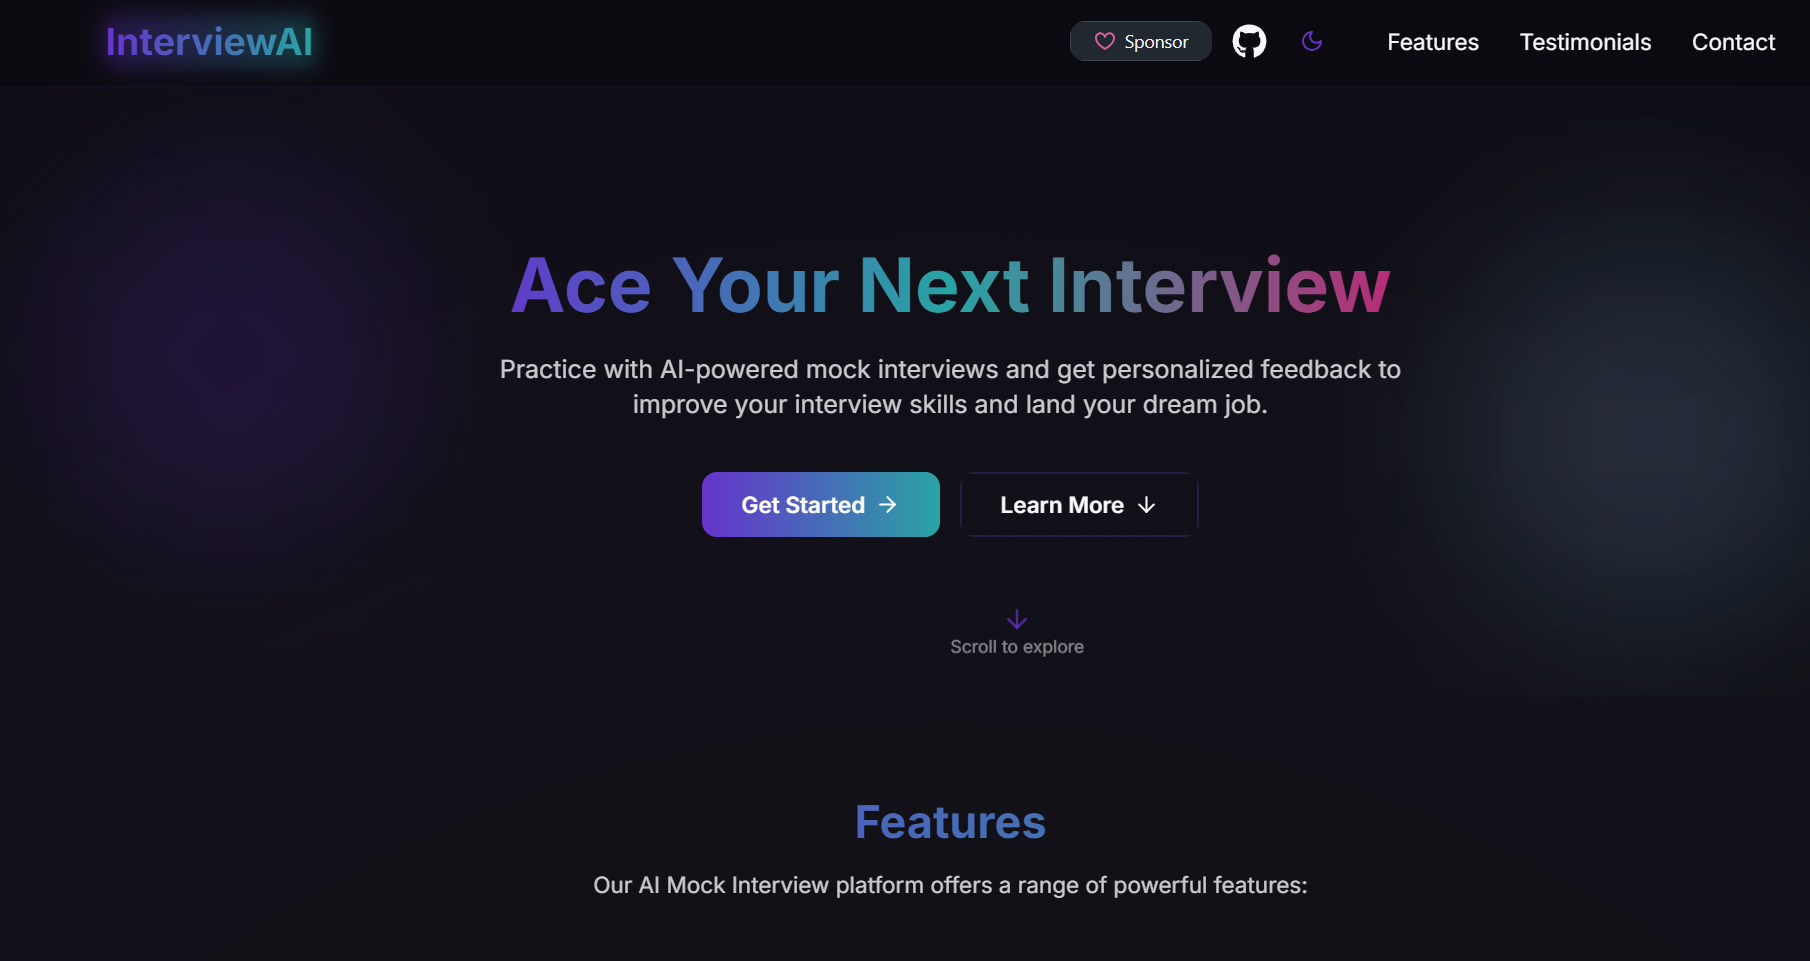 InterviewAI
Sponsor
Features
Testimonials
Contact
Ace Your Next Interview
Practice with AI-powered mock interviews and get personalized feedback to
improve your interview skills and land your dream job.
Get Started
Learn More
Scroll to explore
Features
Our AI Mock Interview platform offers a range of powerful features: